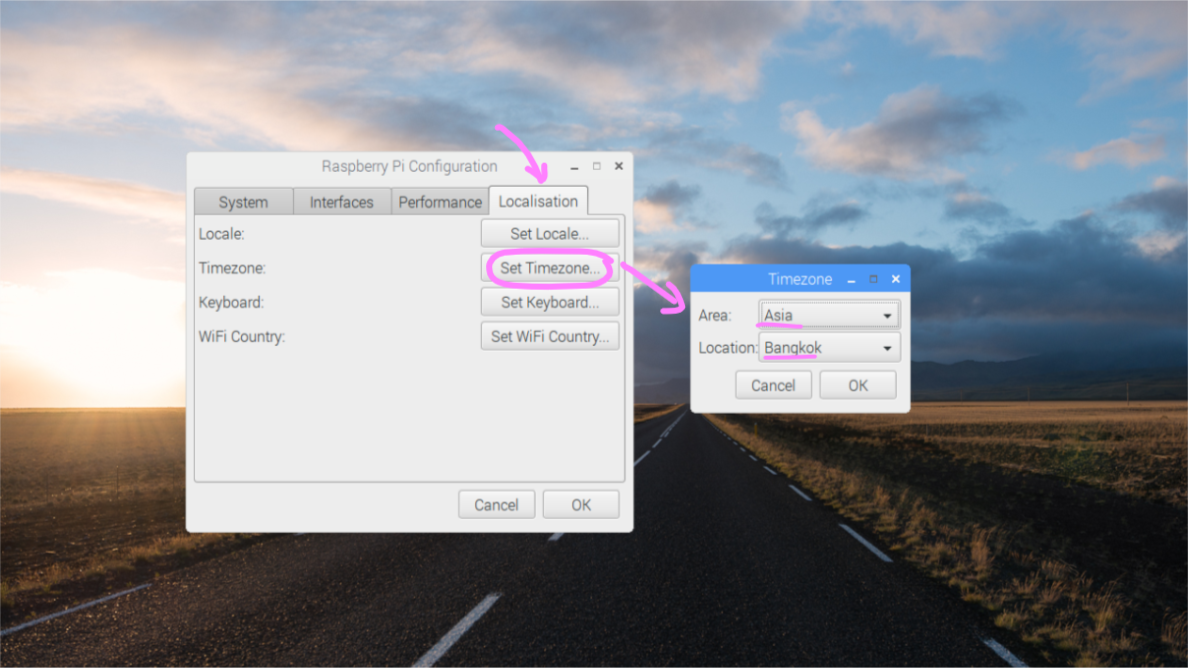 Raspberry Pi Configuration
System Interfaces Performance Localisation
Locale: Set Locale...
Timezone: Set Timezone...
Keyboard: Set Keyboard...
WiFi Country: Set WiFi Country...
Cancel OK
Timezone
Area: Asia
Location: Bangkok
Cancel OK